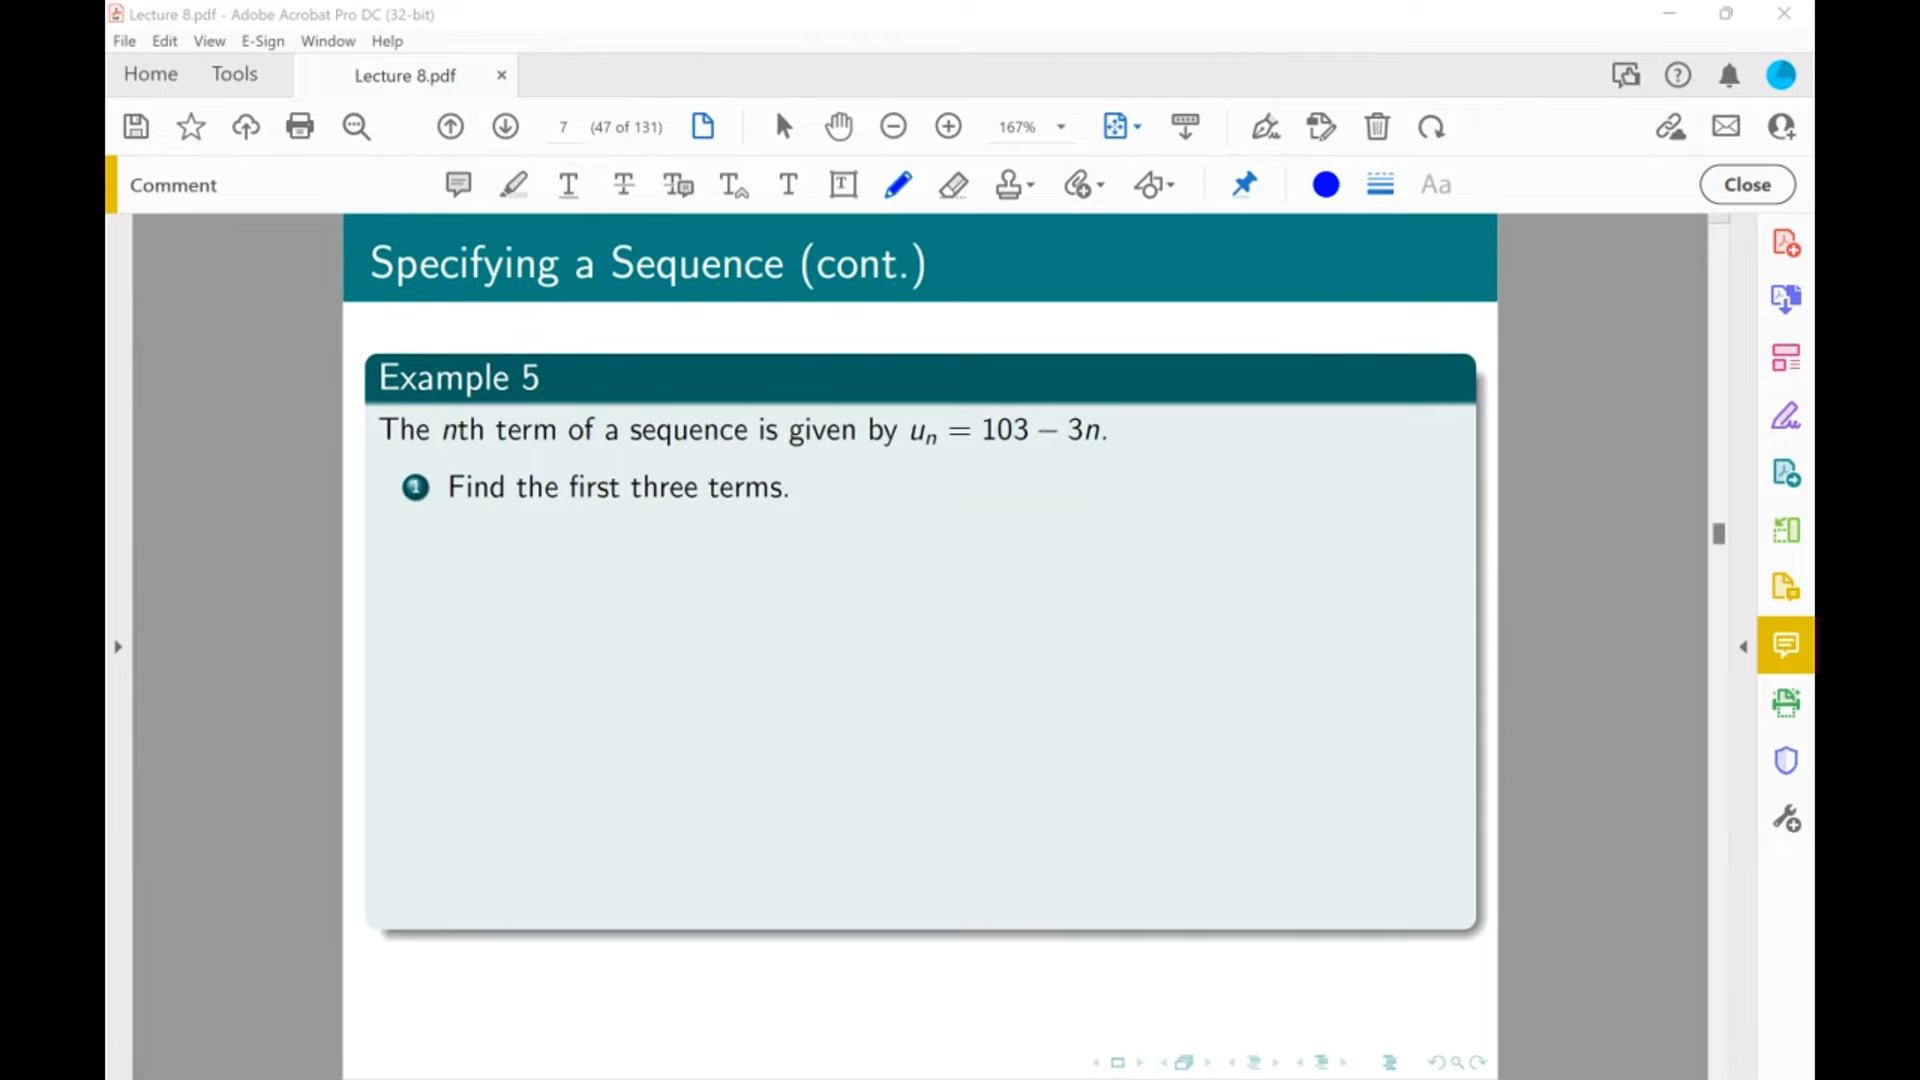 Lecture 8.pdf - Adobe Acrobat Pro DC (32-bit)
File Edit View E-Sign Window Help
Home Tools Lecture 8.pdf ×
7 (47 of 131) 167%
Comment Aa Close
Specifying a Sequence (cont.)
Example 5
The nth term of a sequence is given by uₙ = 103 − 3n.
1 Find the first three terms.